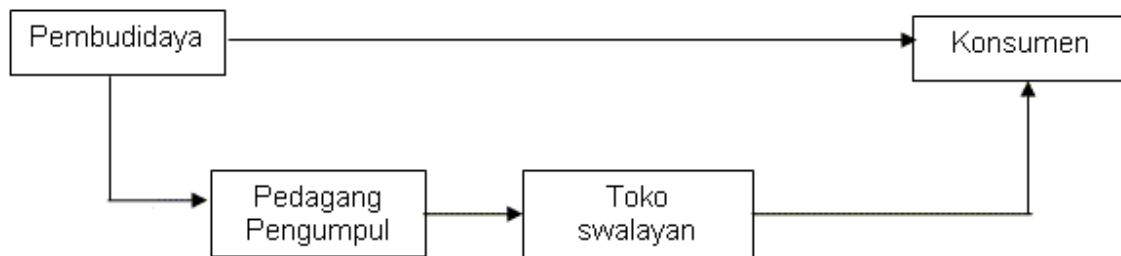 Pembudidaya
Konsumen
Pedagang
Pengumpul
Toko
swalayan